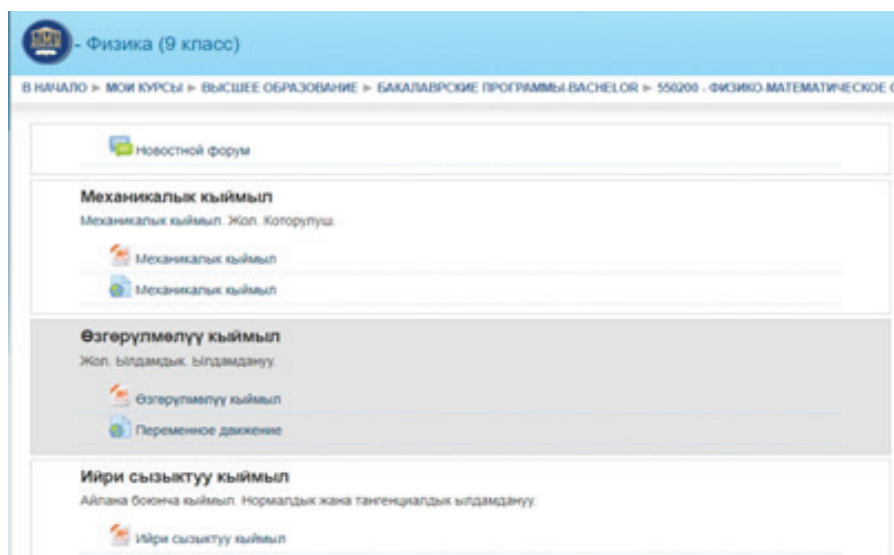 - Физика (9 класс)
В НАЧАЛО ► МОИ КУРСЫ ► ВЫСШЕЕ ОБРАЗОВАНИЕ ► БАКАЛАВРСКИЕ ПРОГРАММЫ-BACHELOR ► 550200 - ФИЗИКО-МАТЕМАТИЧЕСКОЕ
Новостной форум
Механикалык кыймыл
Механикалык кыймыл. Жол. Которулуш.
Механикалык кыймыл
Механикалык кыймыл
Өзгөрүлмөлүү кыймыл
Жол. Ылдамдык. Ылдамдануу.
Өзгөрүлмөлүү кыймыл
Переменное движение
Ийри сызыктуу кыймыл
Айлана боюнча кыймыл. Нормалдык жана тангенциалдык ылдамдануу.
Ийри сызыктуу кыймыл